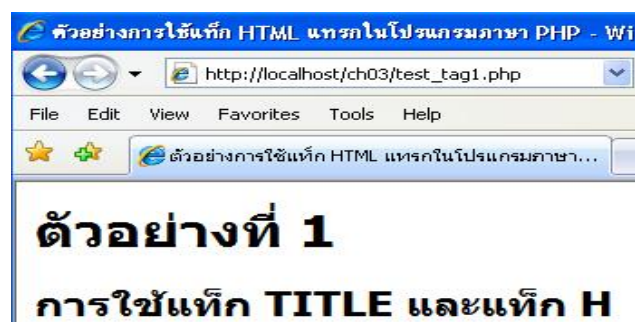 ตัวอย่างการใช้แท็ก HTML แทรกในโปรแกรมภาษา PHP - Wi
http://localhost/ch03/test_tag1.php
File Edit View Favorites Tools Help
ตัวอย่างการใช้แท็ก HTML แทรกในโปรแกรมภาษา...
ตัวอย่างที่ 1
การใช้แท็ก TITLE และแท็ก H